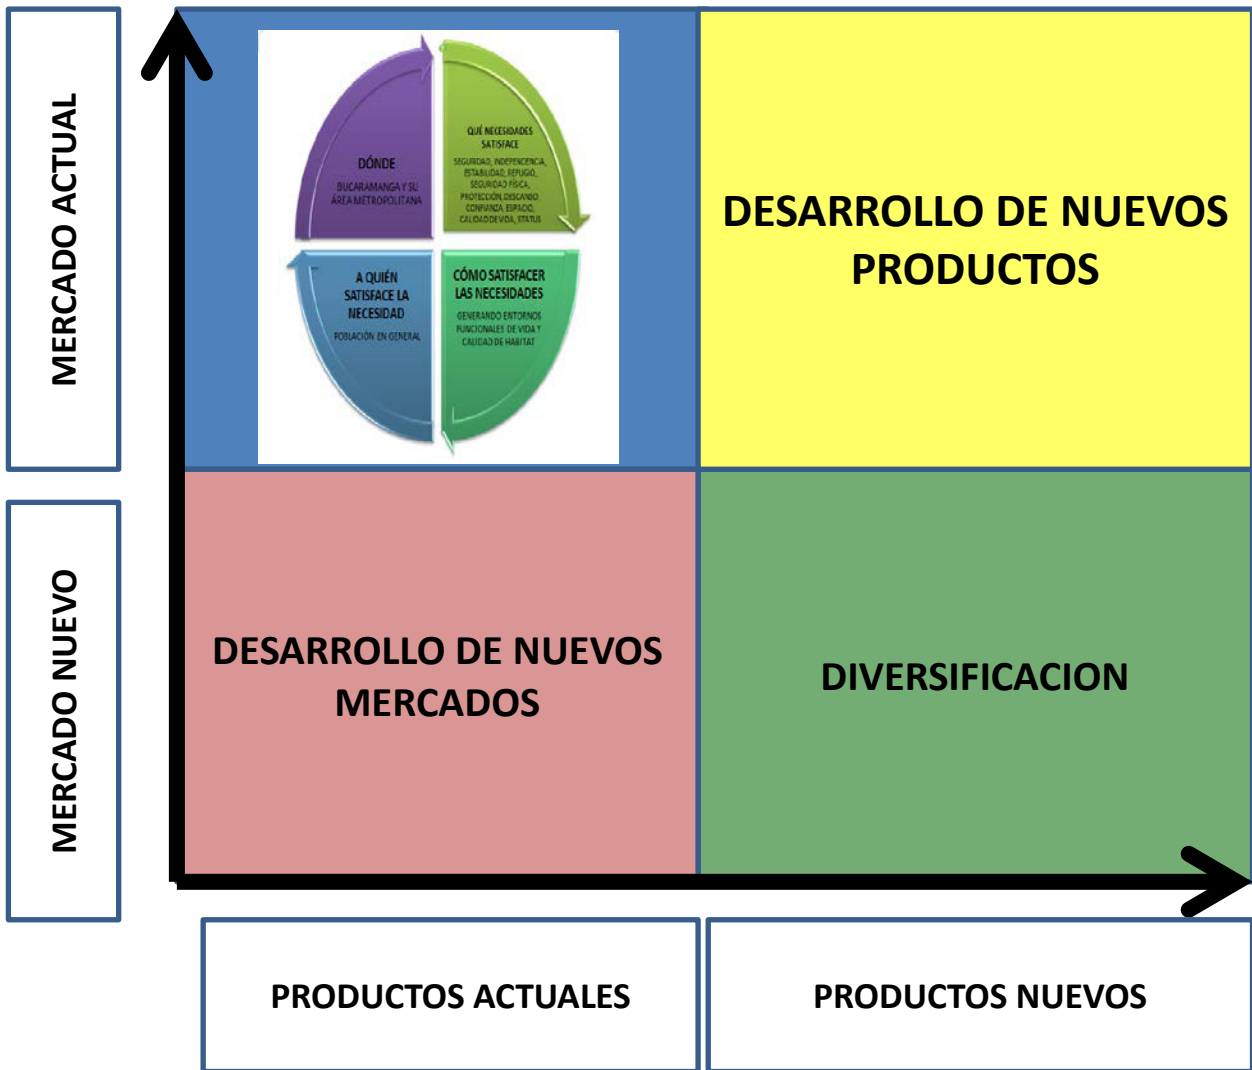 MERCADO ACTUAL
DÓNDE
BUCARAMANGA Y SU
ÁREA METROPOLITANA
QUÉ NECESIDADES
SATISFACE
SEGURIDAD, INDEPENDENCIA,
ESTABILIDAD, REFUGIO,
SEGURIDAD FÍSICA,
PROTECCIÓN, DESCANSO,
CONFIANZA, ESPACIO,
CALIDAD DE VIDA, STATUS
A QUIÉN
SATISFACE LA
NECESIDAD
POBLACIÓN EN GENERAL
CÓMO SATISFACER
LAS NECESIDADES
GENERANDO ENTORNOS
FUNCIONALES DE VIDA Y
CALIDAD DE HABITAT
DESARROLLO DE NUEVOS
PRODUCTOS
MERCADO NUEVO
DESARROLLO DE NUEVOS
MERCADOS
DIVERSIFICACION
PRODUCTOS ACTUALES
PRODUCTOS NUEVOS